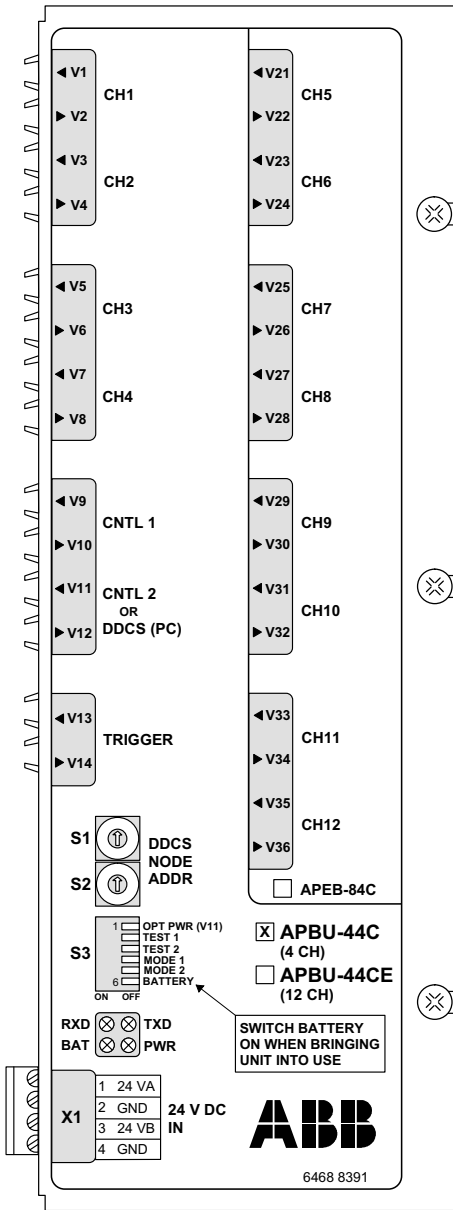 V1
CH1
V2
V3
CH2
V4
V5
CH3
V6
V7
CH4
V8
V9
CNTL 1
V10
V11
CNTL 2
OR
DDCS (PC)
V12
V13
TRIGGER
V14
S1
S2
DDCS
NODE
ADDR
S3
1
6
OPT PWR (V11)
TEST 1
TEST 2
MODE 1
MODE 2
BATTERY
ON OFF
RXD
TXD
BAT
PWR
X1
1 24 VA
2 GND
3 24 VB
4 GND
24 V DC
IN
V21
CH5
V22
V23
CH6
V24
V25
CH7
V26
V27
CH8
V28
V29
CH9
V30
V31
CH10
V32
V33
CH11
V34
V35
CH12
V36
APEB-84C
X APBU-44C
(4 CH)
APBU-44CE
(12 CH)
SWITCH BATTERY
ON WHEN BRINGING
UNIT INTO USE
ABB
6468 8391